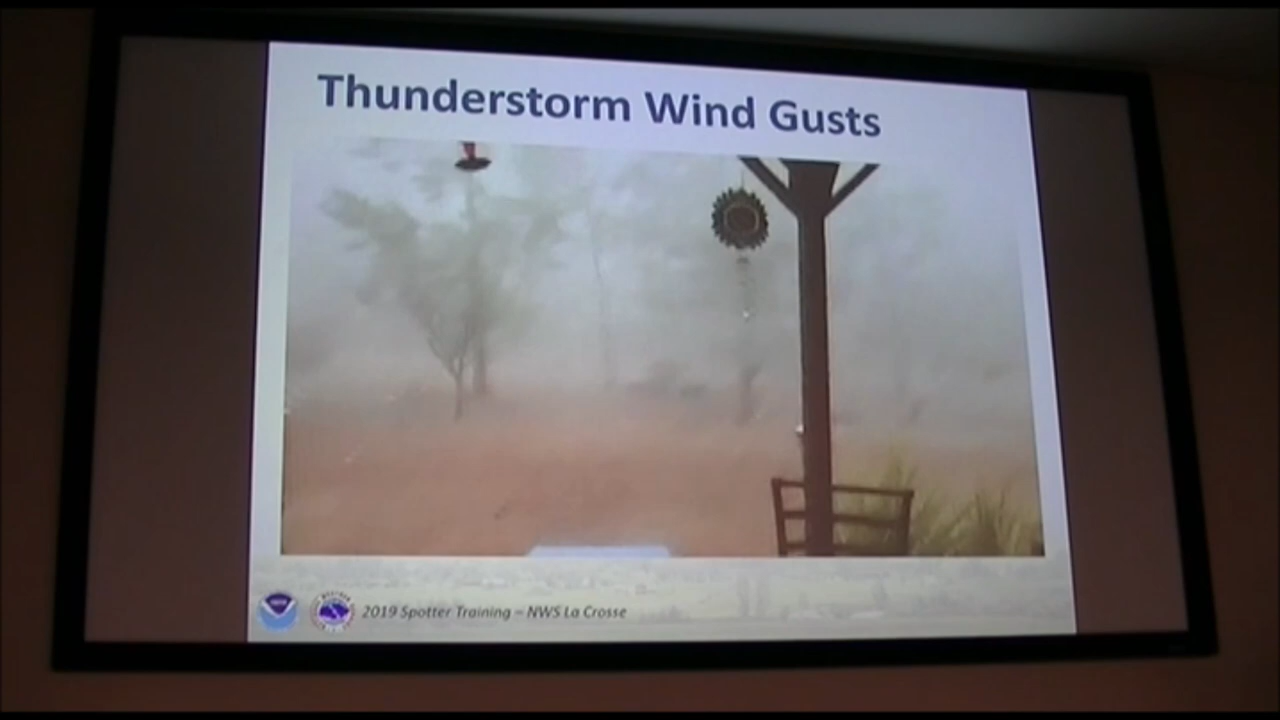 Thunderstorm Wind Gusts
2019 Spotter Training – NWS La Crosse